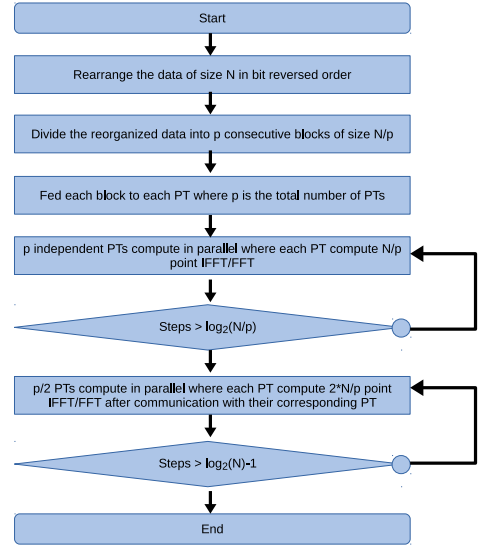 Start
Rearrange the data of size N in bit reversed order
Divide the reorganized data into p consecutive blocks of size N/p
Fed each block to each PT where p is the total number of PTs
p independent PTs compute in parallel where each PT compute N/p
point IFFT/FFT
Steps > log₂(N/p)
p/2 PTs compute in parallel where each PT compute 2*N/p point
IFFT/FFT after communication with their corresponding PT
Steps > log₂(N)-1
End